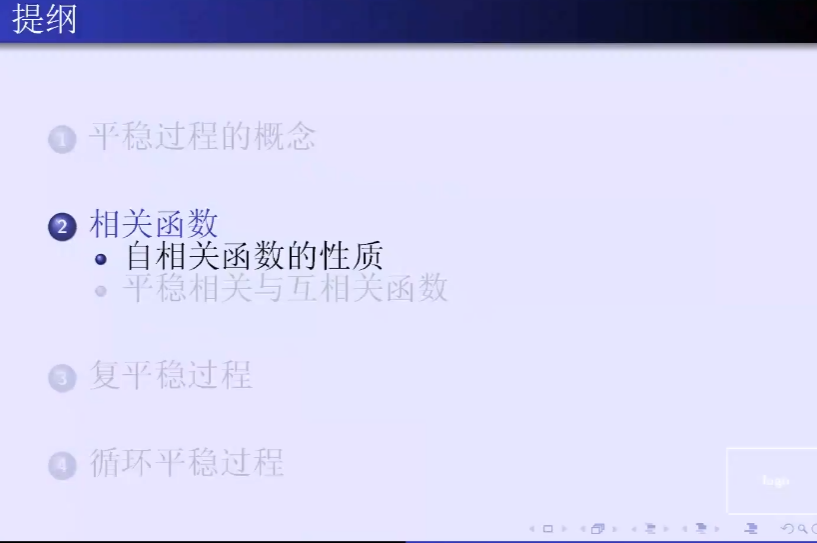 提纲
1 平稳过程的概念
2 相关函数
自相关函数的性质
平稳相关与互相关函数
3 复平稳过程
4 循环平稳过程
logo